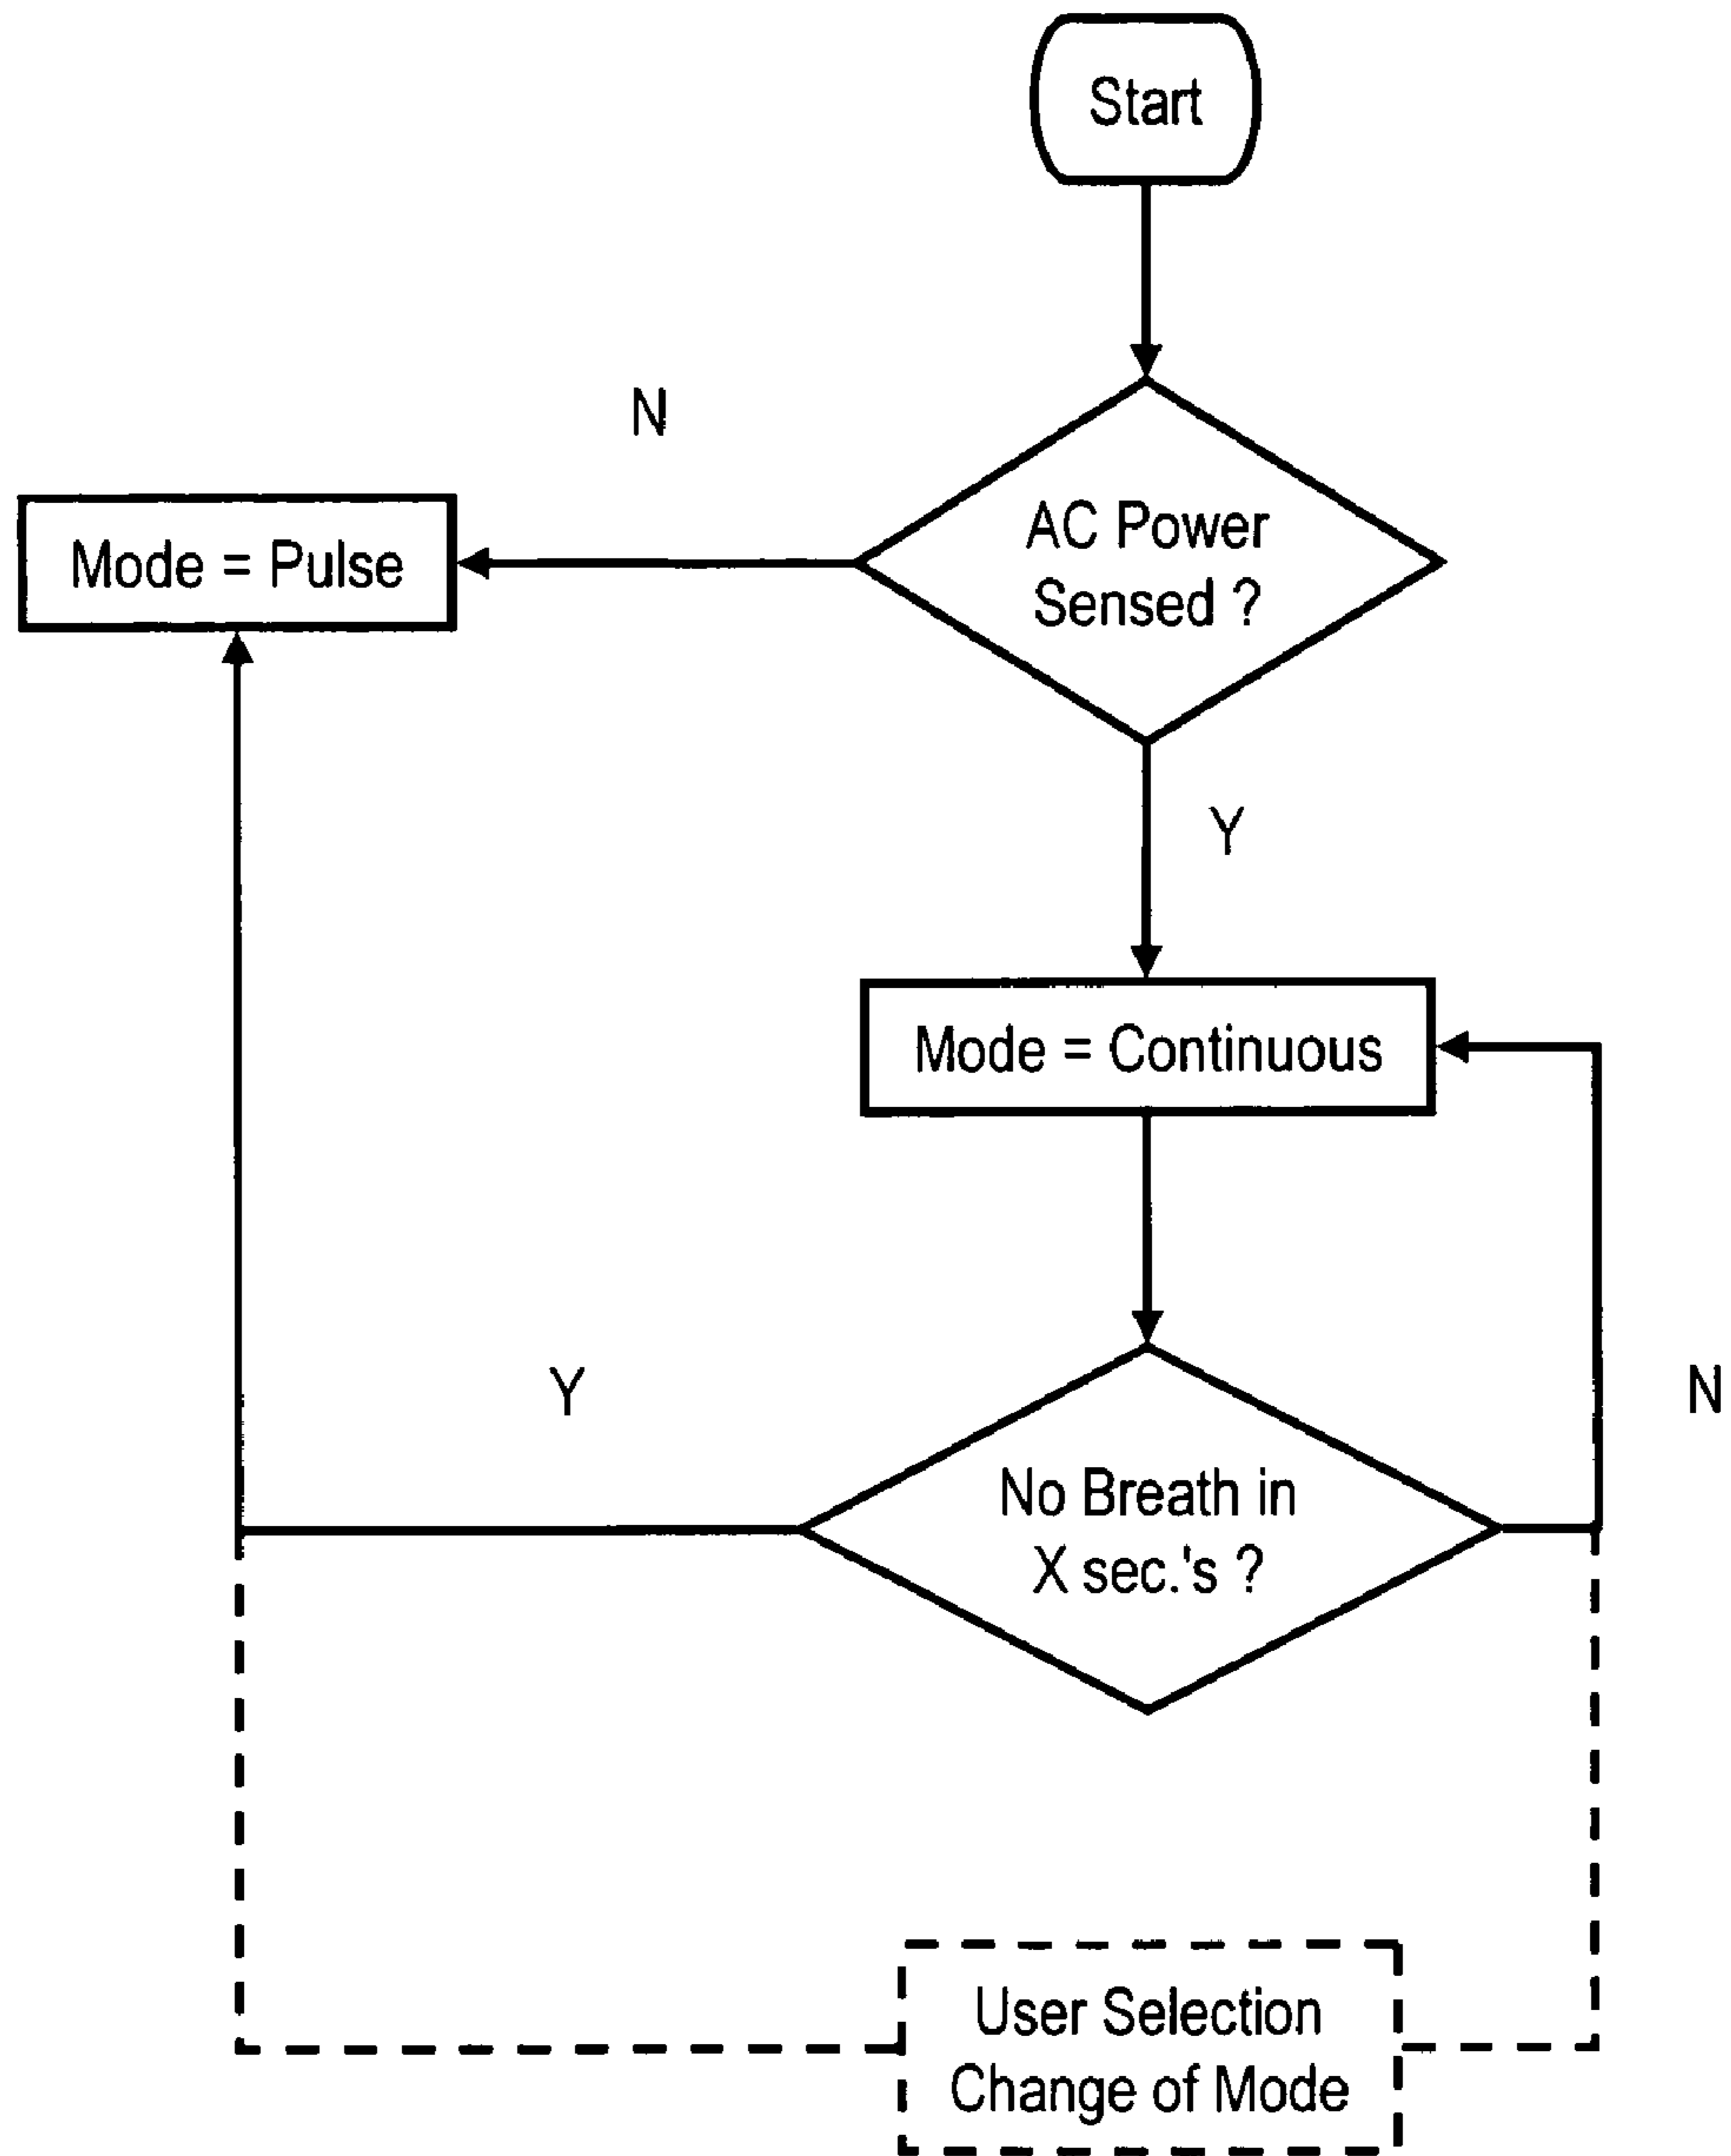 Start
N
AC Power
Sensed ?
Mode = Pulse
Y
Mode = Continuous
Y
N
No Breath in
X sec.'s ?
User Selection
Change of Mode